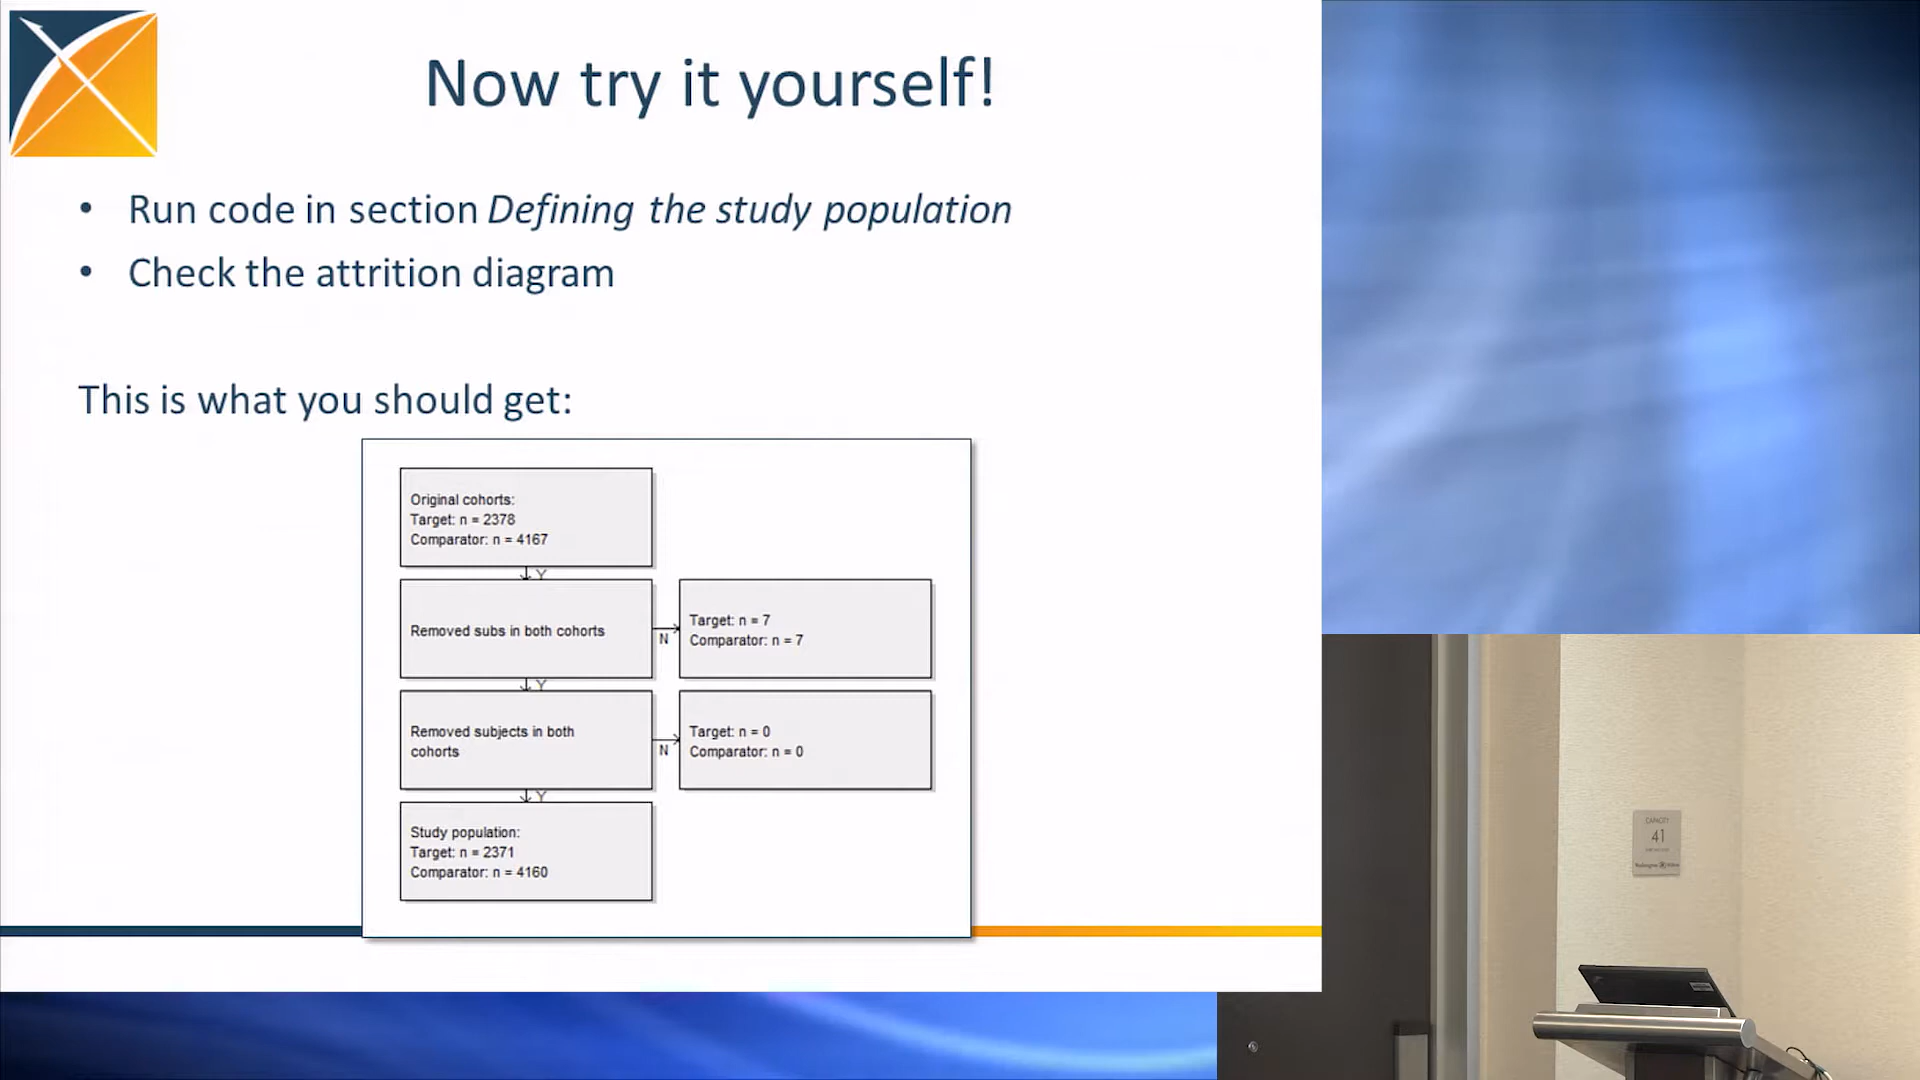 Now try it yourself!
• Run code in section Defining the study population
• Check the attrition diagram
This is what you should get:
Original cohorts:
Target: n = 2378
Comparator: n = 4167
Y
Removed subs in both cohorts
N
Target: n = 7
Comparator: n = 7
Y
Removed subjects in both
cohorts
N
Target: n = 0
Comparator: n = 0
Y
Study population:
Target: n = 2371
Comparator: n = 4160
CAPACITY
41